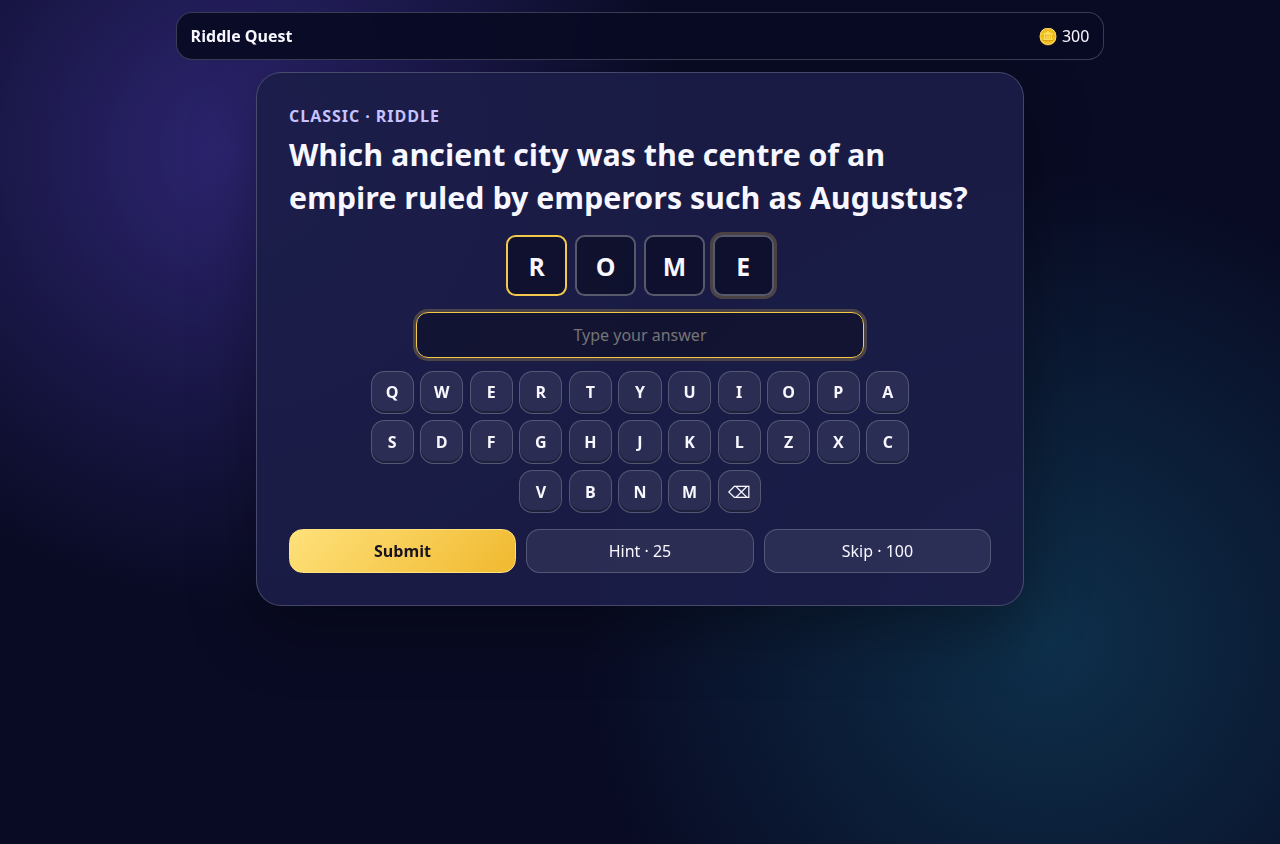 Riddle Quest
🪙 300
CLASSIC · RIDDLE
Which ancient city was the centre of an
empire ruled by emperors such as Augustus?
R O M E
Type your answer
Q W E R T Y U I O P A
S D F G H J K L Z X C
V B N M ⌫
Submit Hint · 25 Skip · 100